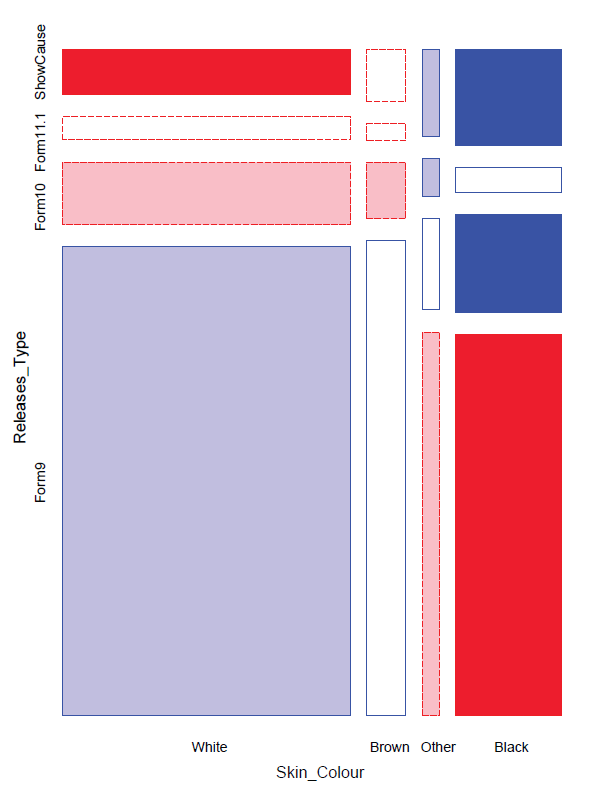 ShowCause
Form11.1
Form10
Form9
Releases_Type
White
Brown
Other
Black
Skin_Colour